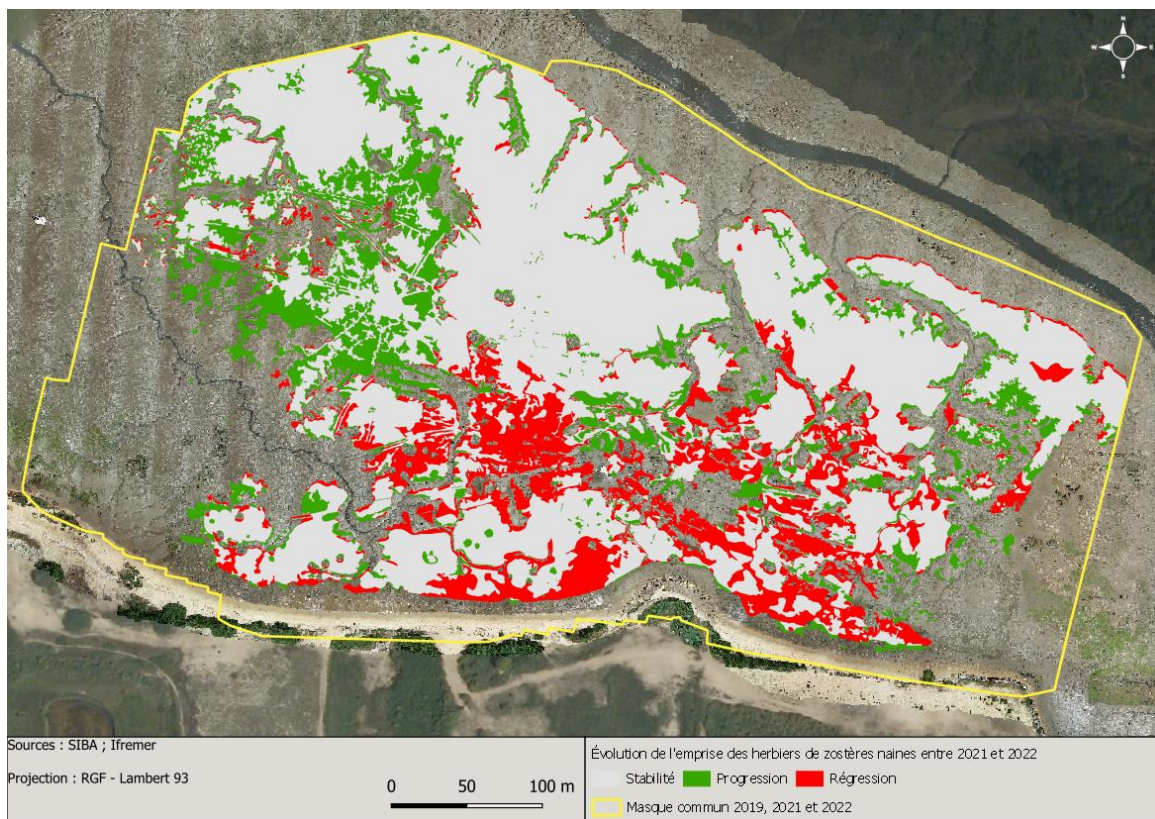 N
W E
S
Sources : SIBA ; Ifremer
Projection : RGF - Lambert 93
0 50 100 m
Évolution de l'emprise des herbiers de zostères naines entre 2021 et 2022
Stabilité Progression Régression
Masque commun 2019, 2021 et 2022